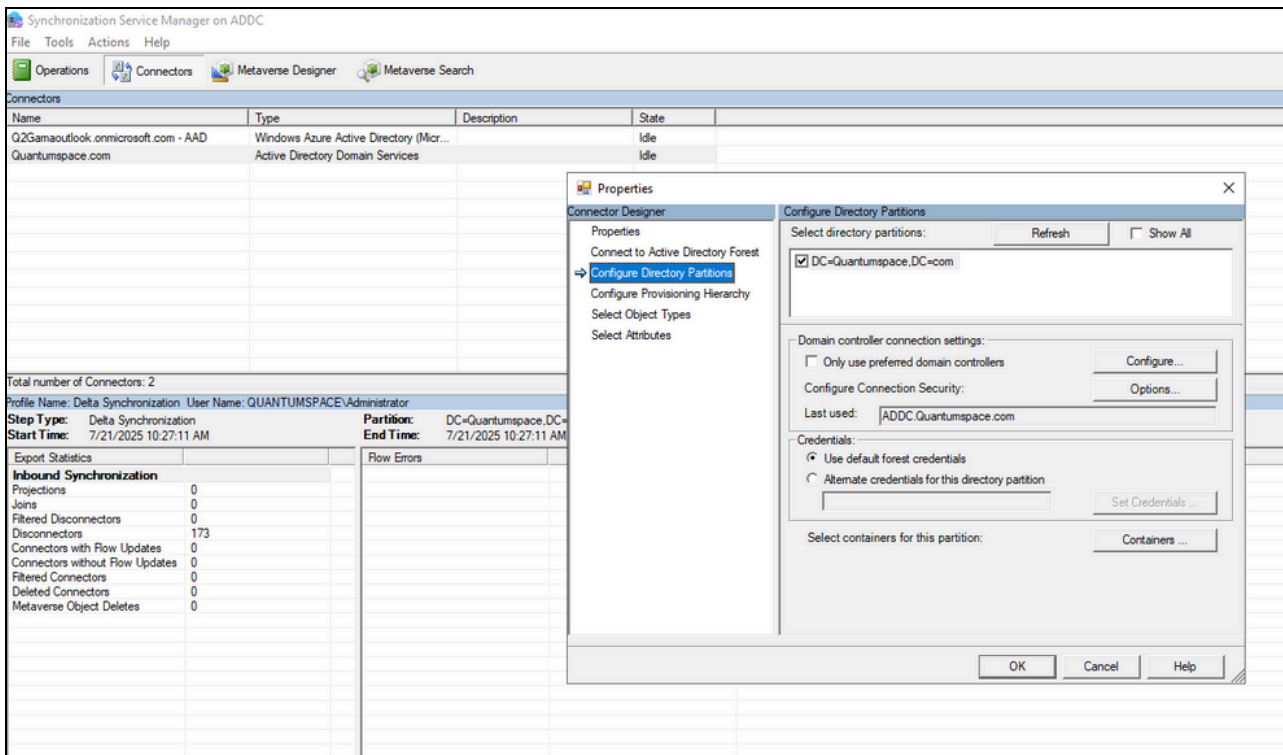 Synchronization Service Manager on ADDC
File Tools Actions Help
Operations Connectors Metaverse Designer Metaverse Search
Connectors
Name Type Description State
Q2Gamaoutlook.onmicrosoft.com - AAD Windows Azure Active Directory (Micr... Idle
Quantumspace.com Active Directory Domain Services Idle
Total number of Connectors: 2
Profile Name: Delta Synchronization User Name: QUANTUMSPACE\Administrator
Step Type: Delta Synchronization Partition: DC=Quantumspace,DC=
Start Time: 7/21/2025 10:27:11 AM End Time: 7/21/2025 10:27:11 AM
Export Statistics Flow Errors
Inbound Synchronization
Projections 0
Joins 0
Filtered Disconnectors 0
Disconnectors 173
Connectors with Flow Updates 0
Connectors without Flow Updates 0
Filtered Connectors 0
Deleted Connectors 0
Metaverse Object Deletes 0
Properties
Connector Designer
Properties
Connect to Active Directory Forest
Configure Directory Partitions
Configure Provisioning Hierarchy
Select Object Types
Select Attributes
Configure Directory Partitions
Select directory partitions: Refresh Show All
DC=Quantumspace,DC=com
Domain controller connection settings:
Only use preferred domain controllers Configure...
Configure Connection Security: Options...
Last used: ADDC.Quantumspace.com
Credentials:
Use default forest credentials
Alternate credentials for this directory partition
Set Credentials ...
Select containers for this partition: Containers ...
OK Cancel Help